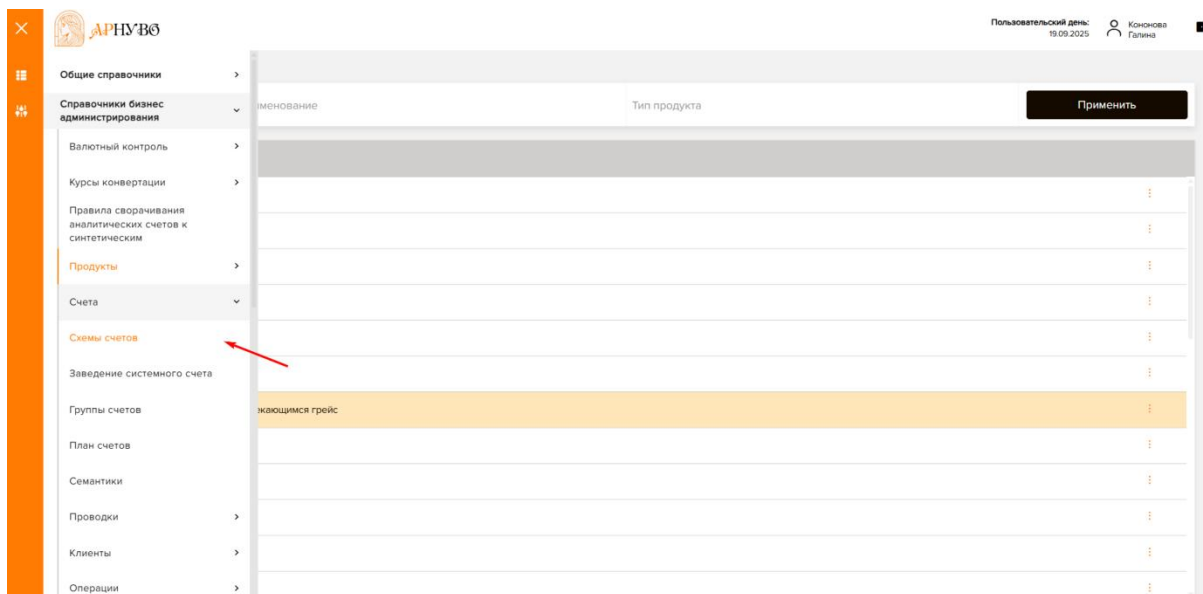 АРНУВО
Пользовательский день:
19.09.2025
Кононова
Галина
Общие справочники
Справочники бизнес
администрирования
Валютный контроль
Курсы конвертации
Правила сворачивания
аналитических счетов к
синтетическим
Продукты
Счета
Схемы счетов
Заведение системного счета
Группы счетов
План счетов
Семантики
Проводки
Клиенты
Операции
именование
Тип продукта
Применить
екающимся грейс